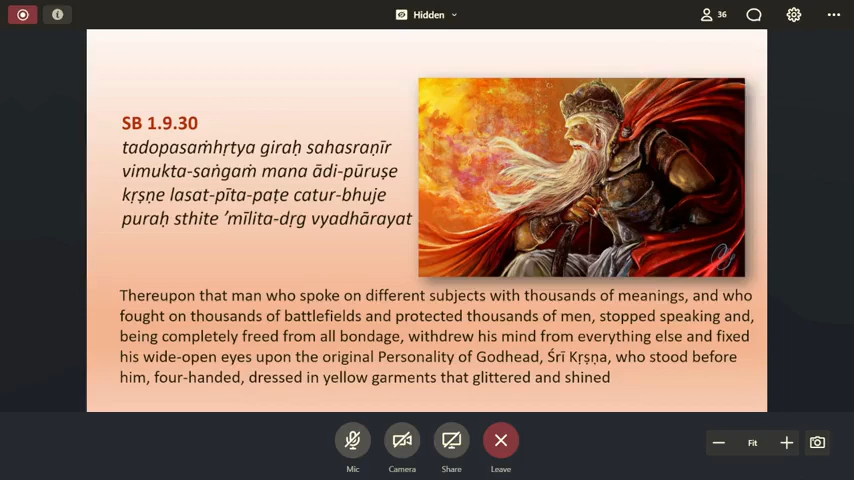 Hidden
36
SB 1.9.30
tadopasaṁhṛtya giraḥ sahasraṇīr
vimukta-saṅgaṁ mana ādi-pūruṣe
kṛṣṇe lasat-pīta-paṭe catur-bhuje
puraḥ sthite ’mīlita-dṛg vyadhārayat
Thereupon that man who spoke on different subjects with thousands of meanings, and who
fought on thousands of battlefields and protected thousands of men, stopped speaking and,
being completely freed from all bondage, withdrew his mind from everything else and fixed
his wide-open eyes upon the original Personality of Godhead, Śrī Kṛṣṇa, who stood before
him, four-handed, dressed in yellow garments that glittered and shined
Mic
Camera
Share
Leave
Fit